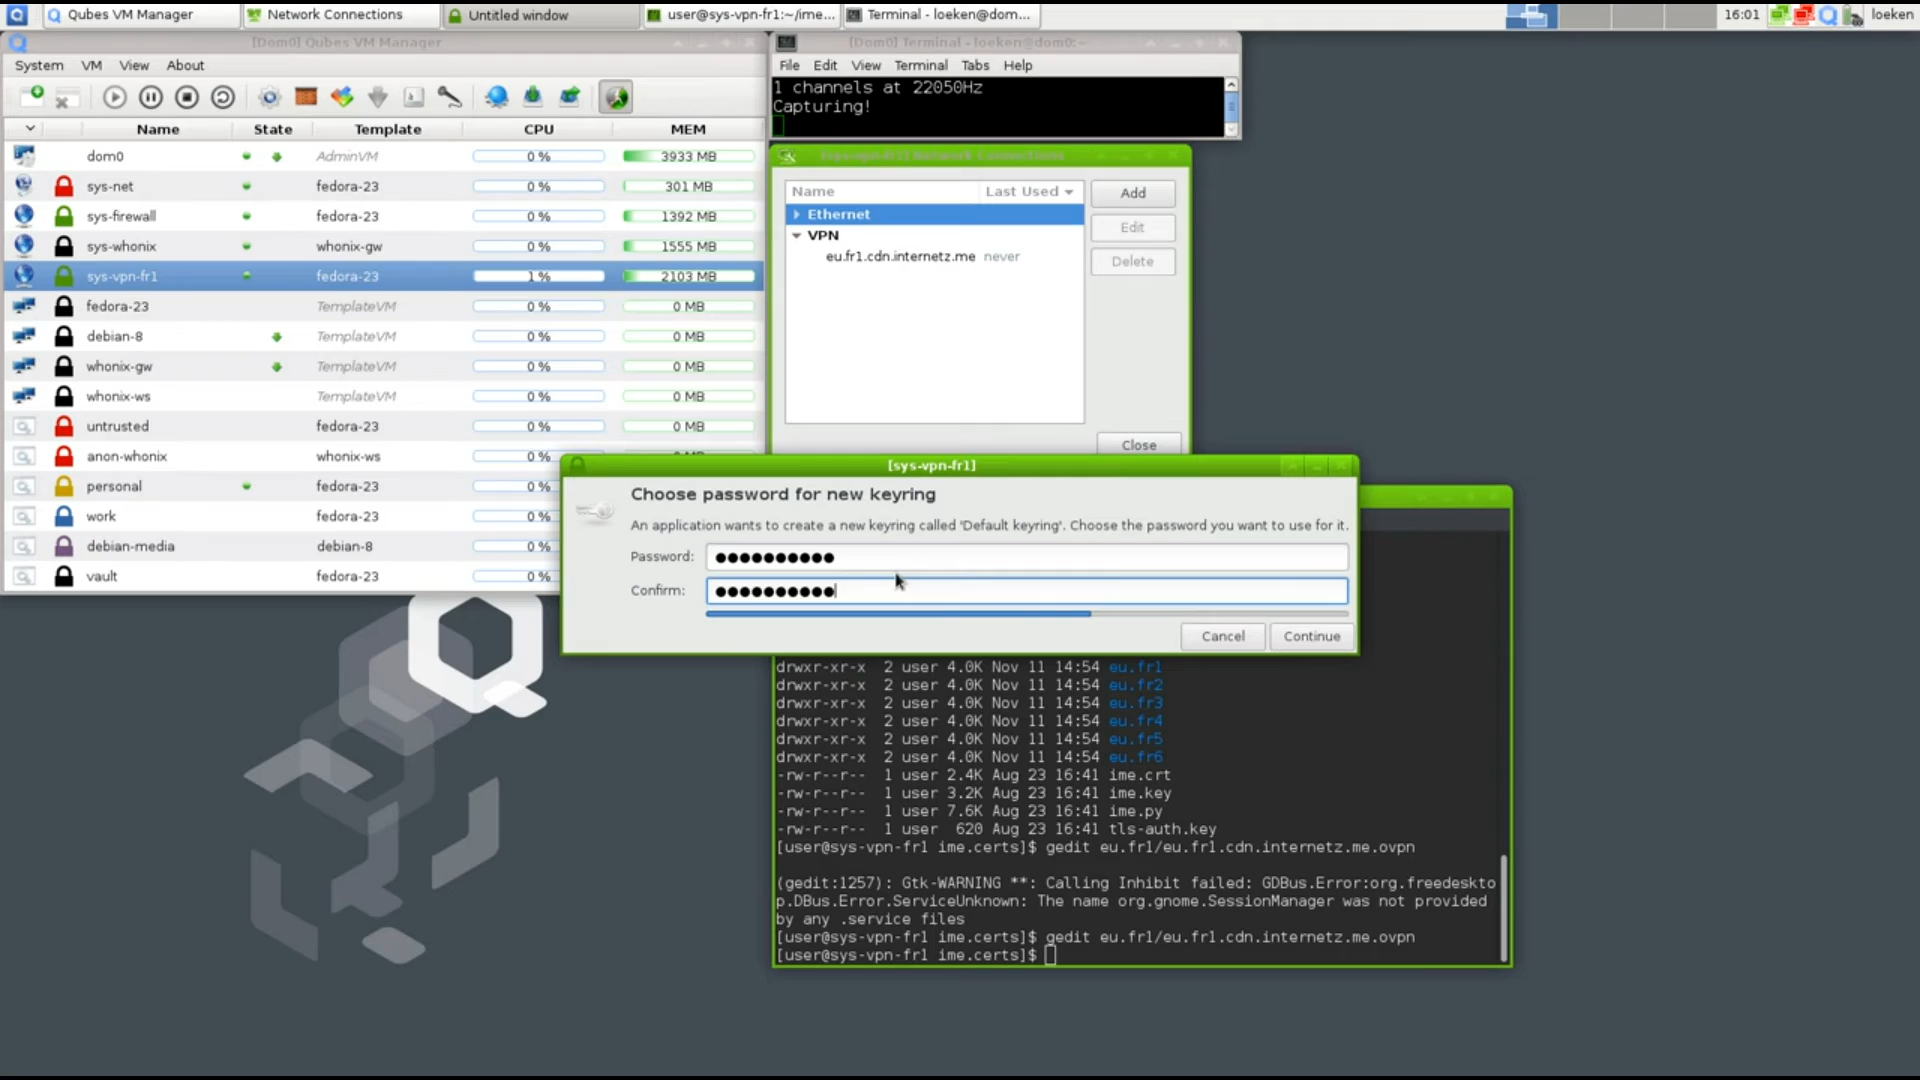 Qubes VM Manager
Network Connections
Untitled window
user@sys-vpn-fr1:~/ime...
Terminal - loeken@dom...
16:01
loeken
[Dom0] Qubes VM Manager
System VM View About
Name State Template CPU MEM
dom0 AdminVM 0 % 3933 MB
sys-net fedora-23 0 % 301 MB
sys-firewall fedora-23 0 % 1392 MB
sys-whonix whonix-gw 0 % 1555 MB
sys-vpn-fr1 fedora-23 1 % 2103 MB
fedora-23 TemplateVM 0 % 0 MB
debian-8 TemplateVM 0 % 0 MB
whonix-gw TemplateVM 0 % 0 MB
whonix-ws TemplateVM 0 % 0 MB
untrusted fedora-23 0 % 0 MB
anon-whonix whonix-ws 0 %
personal fedora-23 0 %
work fedora-23 0 %
debian-media debian-8 0 %
vault fedora-23 0 %
[Dom0] Terminal - loeken@dom0:~
File Edit View Terminal Tabs Help
1 channels at 22050Hz
Capturing!
[sys-vpn-fr1] Network Connections
Name Last Used
Ethernet
VPN
eu.fr1.cdn.internetz.me never
Add
Edit
Delete
Close
[sys-vpn-fr1]
Choose password for new keyring
An application wants to create a new keyring called 'Default keyring'. Choose the password you want to use for it.
Password: ●●●●●●●●●●
Confirm: ●●●●●●●●●●
Cancel Continue
drwxr-xr-x 2 user 4.0K Nov 11 14:54 eu.fr1
drwxr-xr-x 2 user 4.0K Nov 11 14:54 eu.fr2
drwxr-xr-x 2 user 4.0K Nov 11 14:54 eu.fr3
drwxr-xr-x 2 user 4.0K Nov 11 14:54 eu.fr4
drwxr-xr-x 2 user 4.0K Nov 11 14:54 eu.fr5
drwxr-xr-x 2 user 4.0K Nov 11 14:54 eu.fr6
-rw-r--r-- 1 user 2.4K Aug 23 16:41 ime.crt
-rw-r--r-- 1 user 3.2K Aug 23 16:41 ime.key
-rw-r--r-- 1 user 7.6K Aug 23 16:41 ime.py
-rw-r--r-- 1 user 620 Aug 23 16:41 tls-auth.key
[user@sys-vpn-fr1 ime.certs]$ gedit eu.fr1/eu.fr1.cdn.internetz.me.ovpn
(gedit:1257): Gtk-WARNING **: Calling Inhibit failed: GDBus.Error:org.freedeskto
p.DBus.Error.ServiceUnknown: The name org.gnome.SessionManager was not provided
by any .service files
[user@sys-vpn-fr1 ime.certs]$ gedit eu.fr1/eu.fr1.cdn.internetz.me.ovpn
[user@sys-vpn-fr1 ime.certs]$